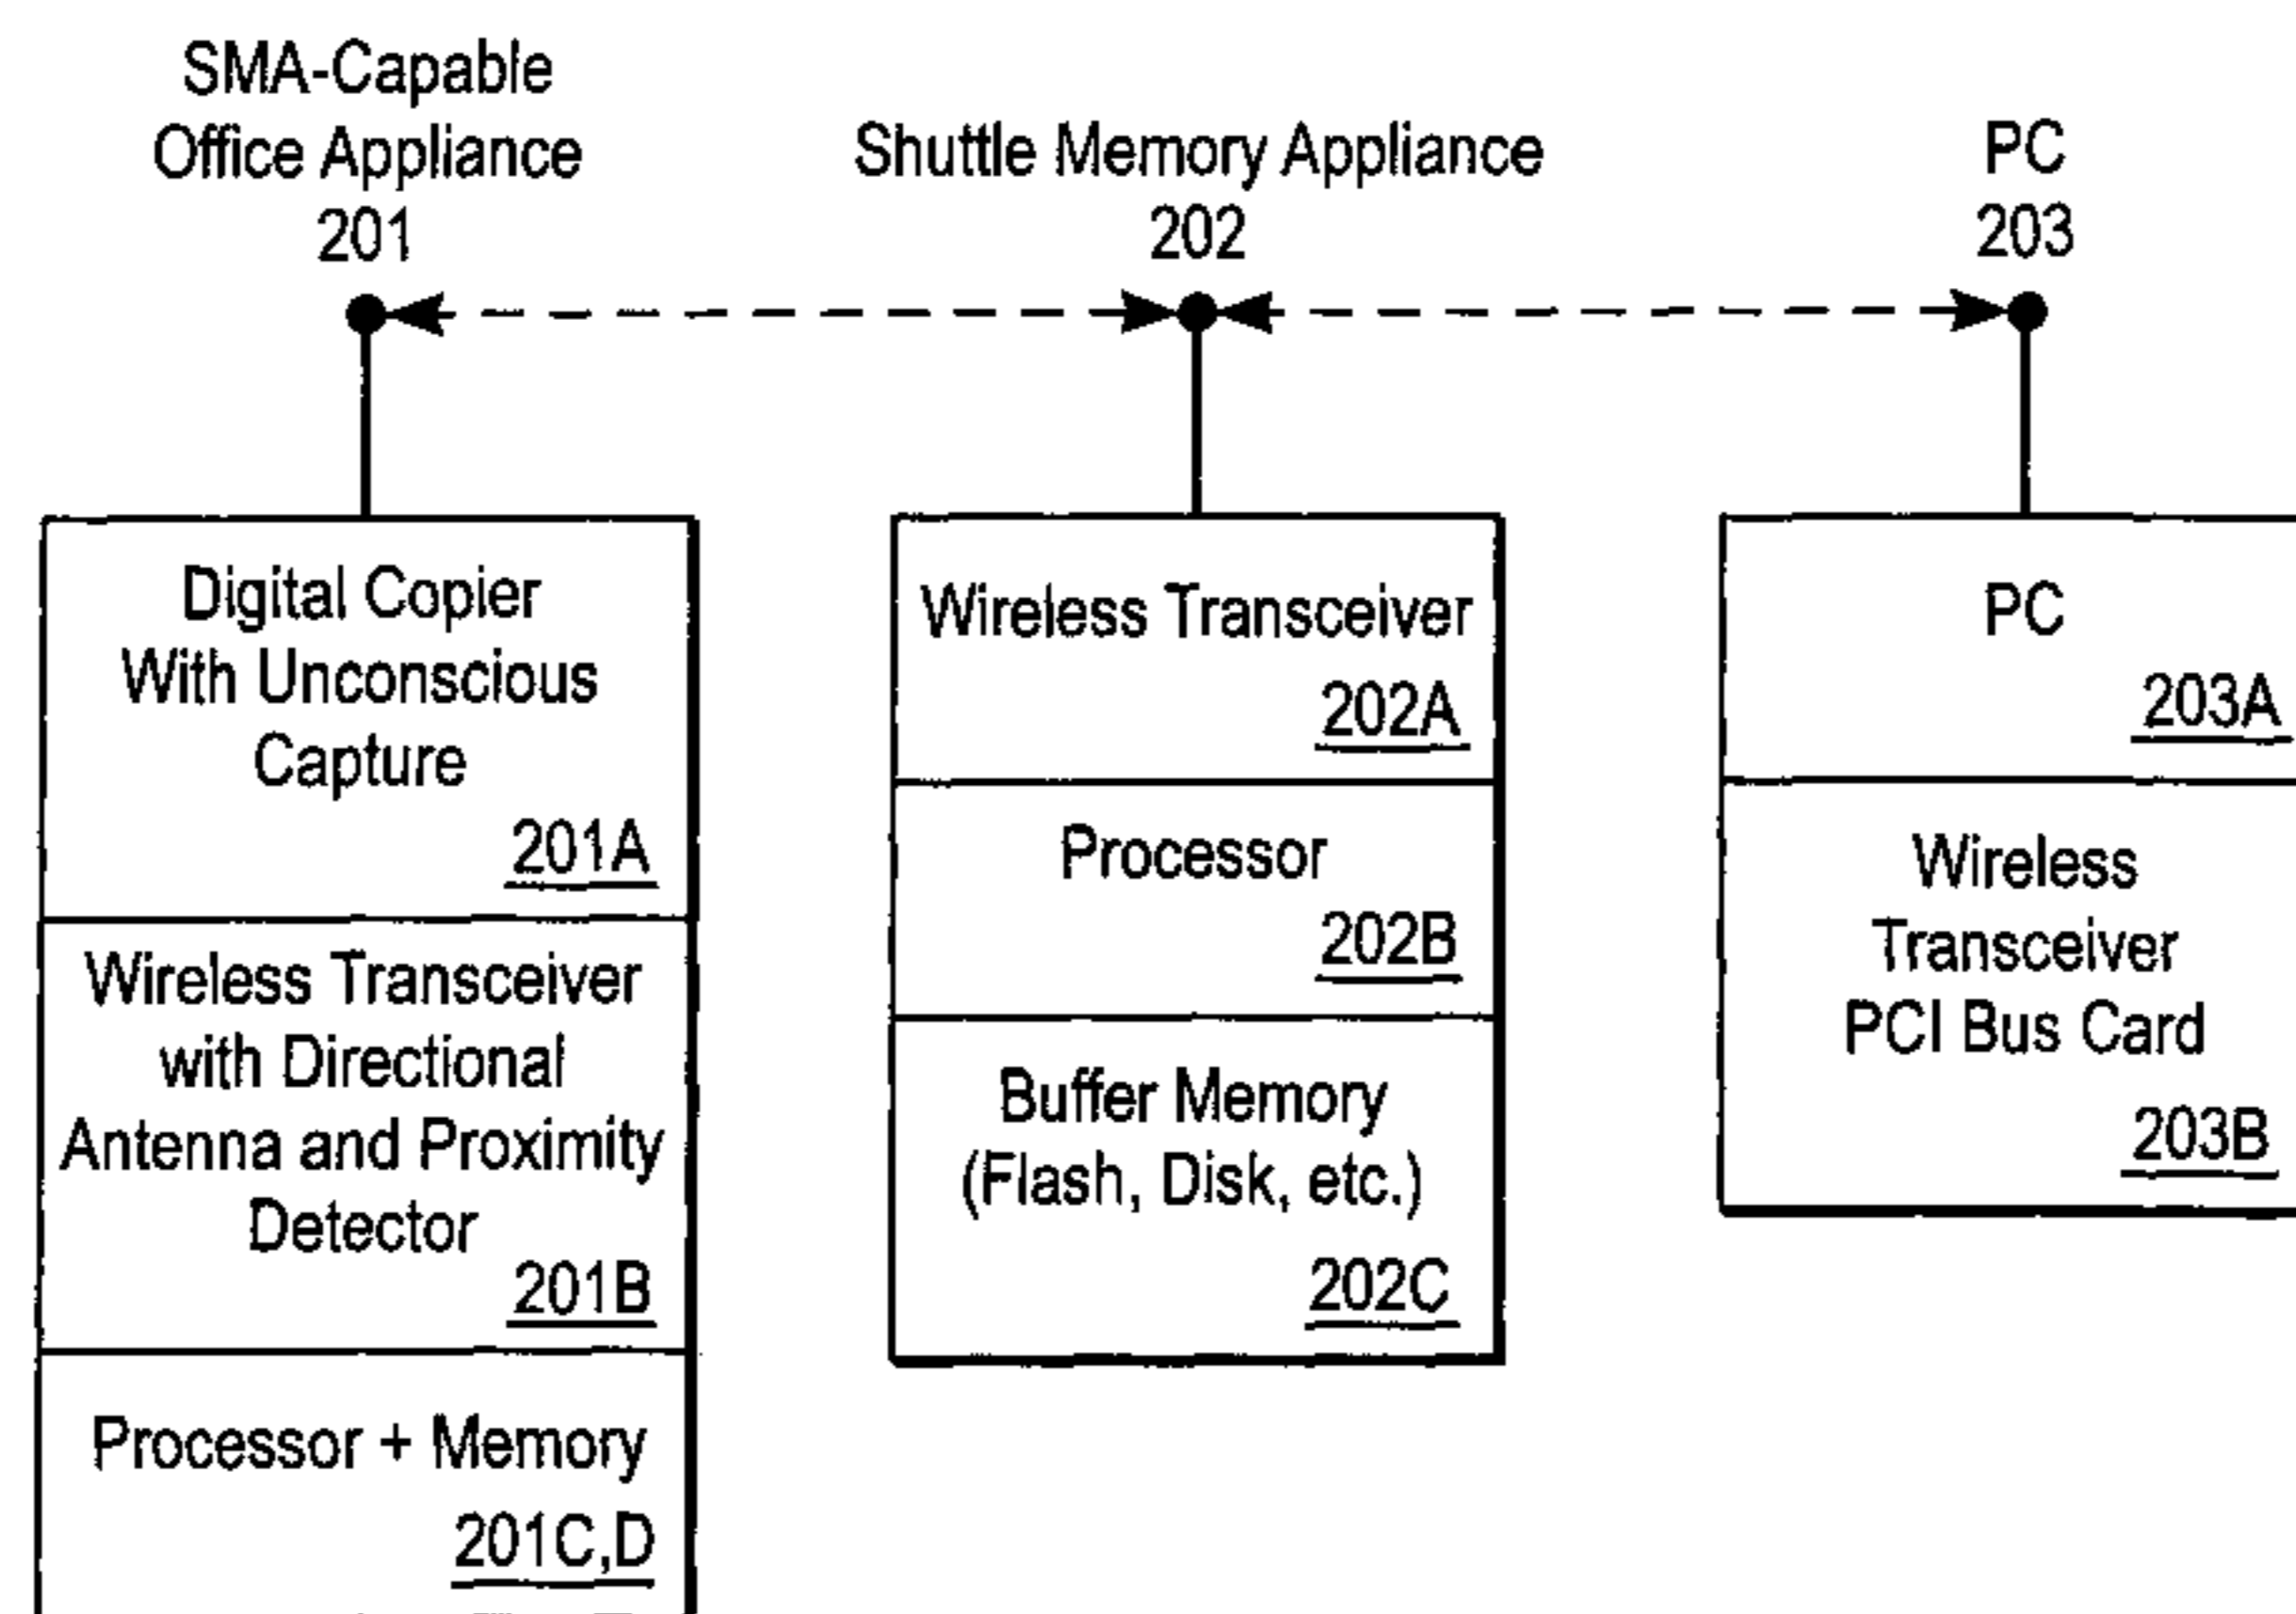 SMA-Capable
Office Appliance
201
Shuttle Memory Appliance
202
PC
203
Digital Copier
With Unconscious
Capture
201A
Wireless Transceiver
with Directional
Antenna and Proximity
Detector
201B
Processor + Memory
201C,D
Wireless Transceiver
202A
Processor
202B
Buffer Memory
(Flash, Disk, etc.)
202C
PC
203A
Wireless
Transceiver
PCI Bus Card
203B